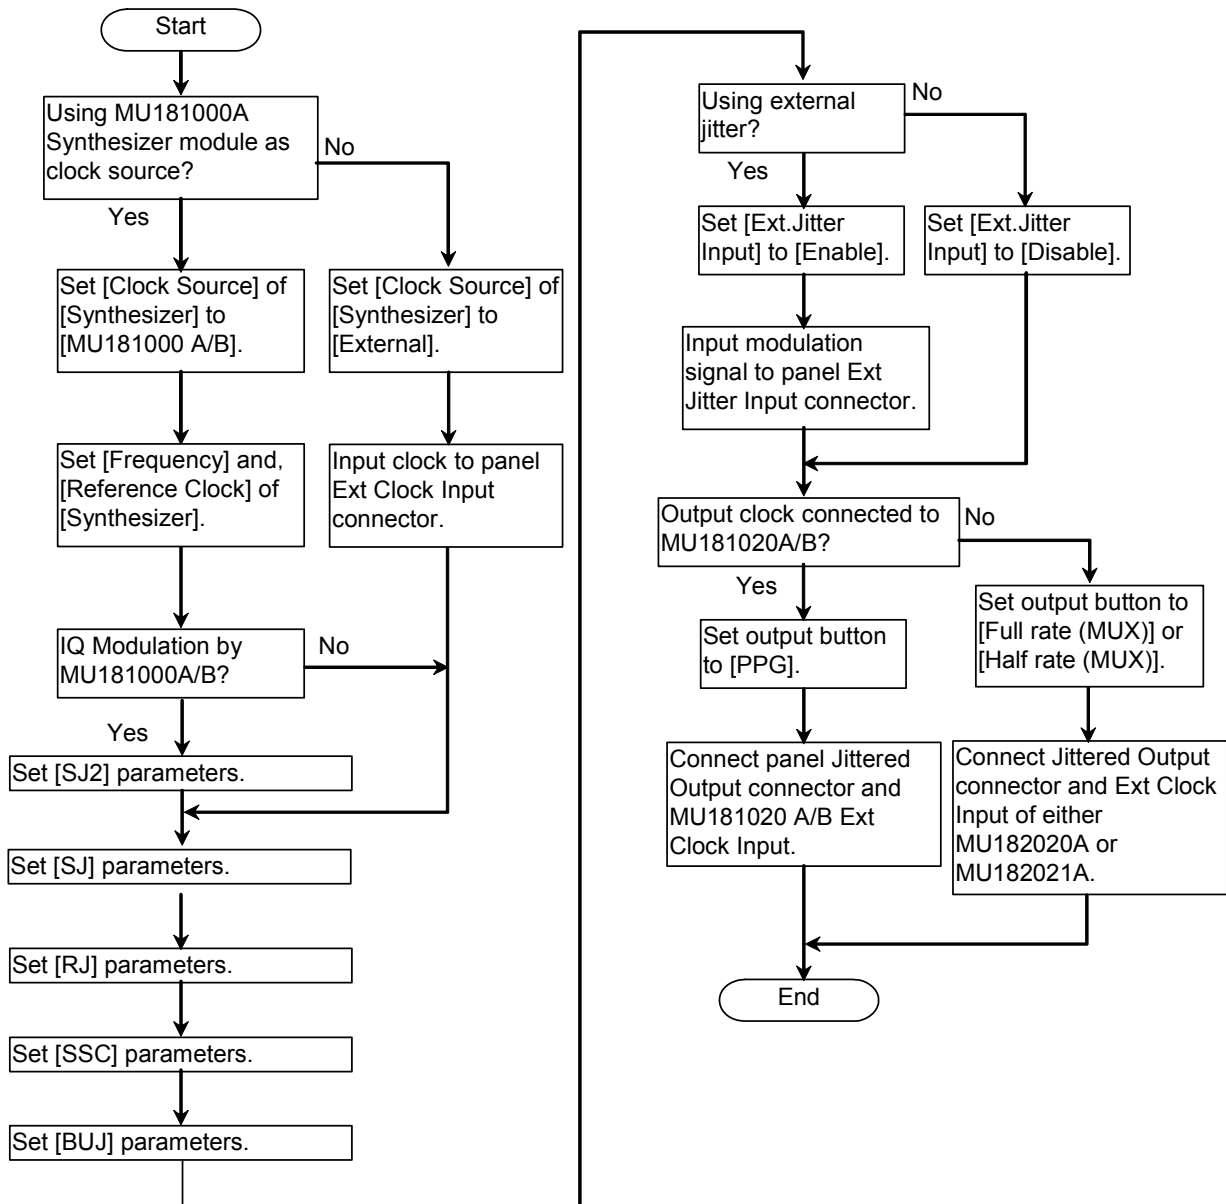 Start
Using MU181000A
Synthesizer module as
clock source?
No
Yes
Set [Clock Source] of
[Synthesizer] to
[MU181000 A/B].
Set [Clock Source] of
[Synthesizer] to
[External].
Set [Frequency] and,
[Reference Clock] of
[Synthesizer].
Input clock to panel
Ext Clock Input
connector.
IQ Modulation by
MU181000A/B?
No
Yes
Set [SJ2] parameters.
Set [SJ] parameters.
Set [RJ] parameters.
Set [SSC] parameters.
Set [BUJ] parameters.
Using external
jitter?
No
Yes
Set [Ext.Jitter
Input] to [Enable].
Set [Ext.Jitter
Input] to [Disable].
Input modulation
signal to panel Ext
Jitter Input connector.
Output clock connected to
MU181020A/B?
No
Yes
Set output button
to [PPG].
Set output button to
[Full rate (MUX)] or
[Half rate (MUX)].
Connect panel Jittered
Output connector and
MU181020 A/B Ext
Clock Input.
Connect Jittered Output
connector and Ext Clock
Input of either
MU182020A or
MU182021A.
End